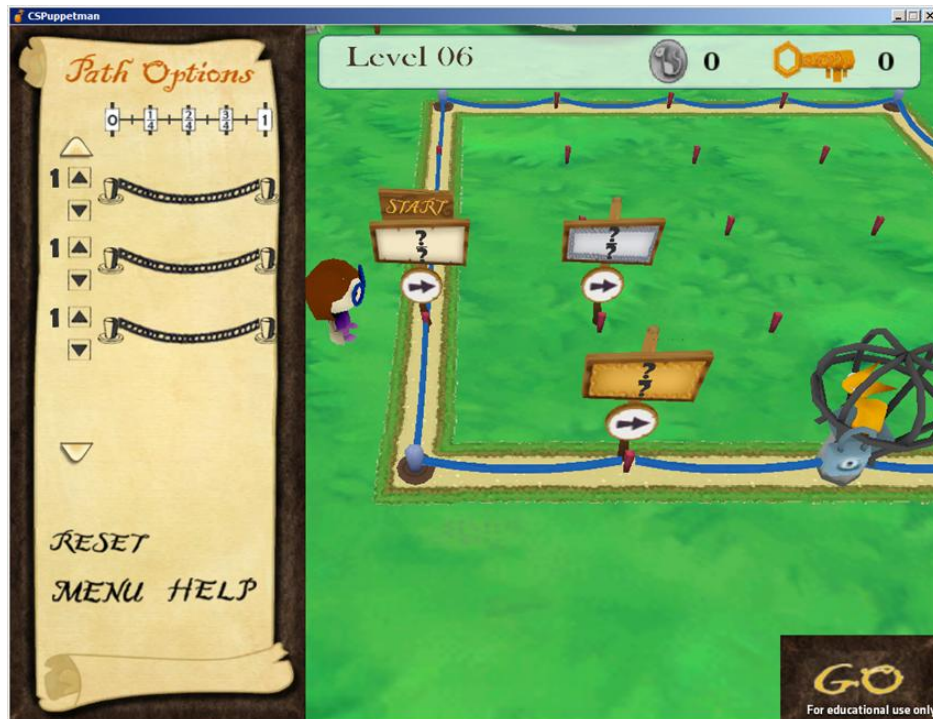 CSPuppetman
Path Options
0 1/4 2/4 3/4 1
1
1
1
RESET
MENU HELP
Level 06
0
0
START
?
?
?
?
?
?
GO
For educational use only